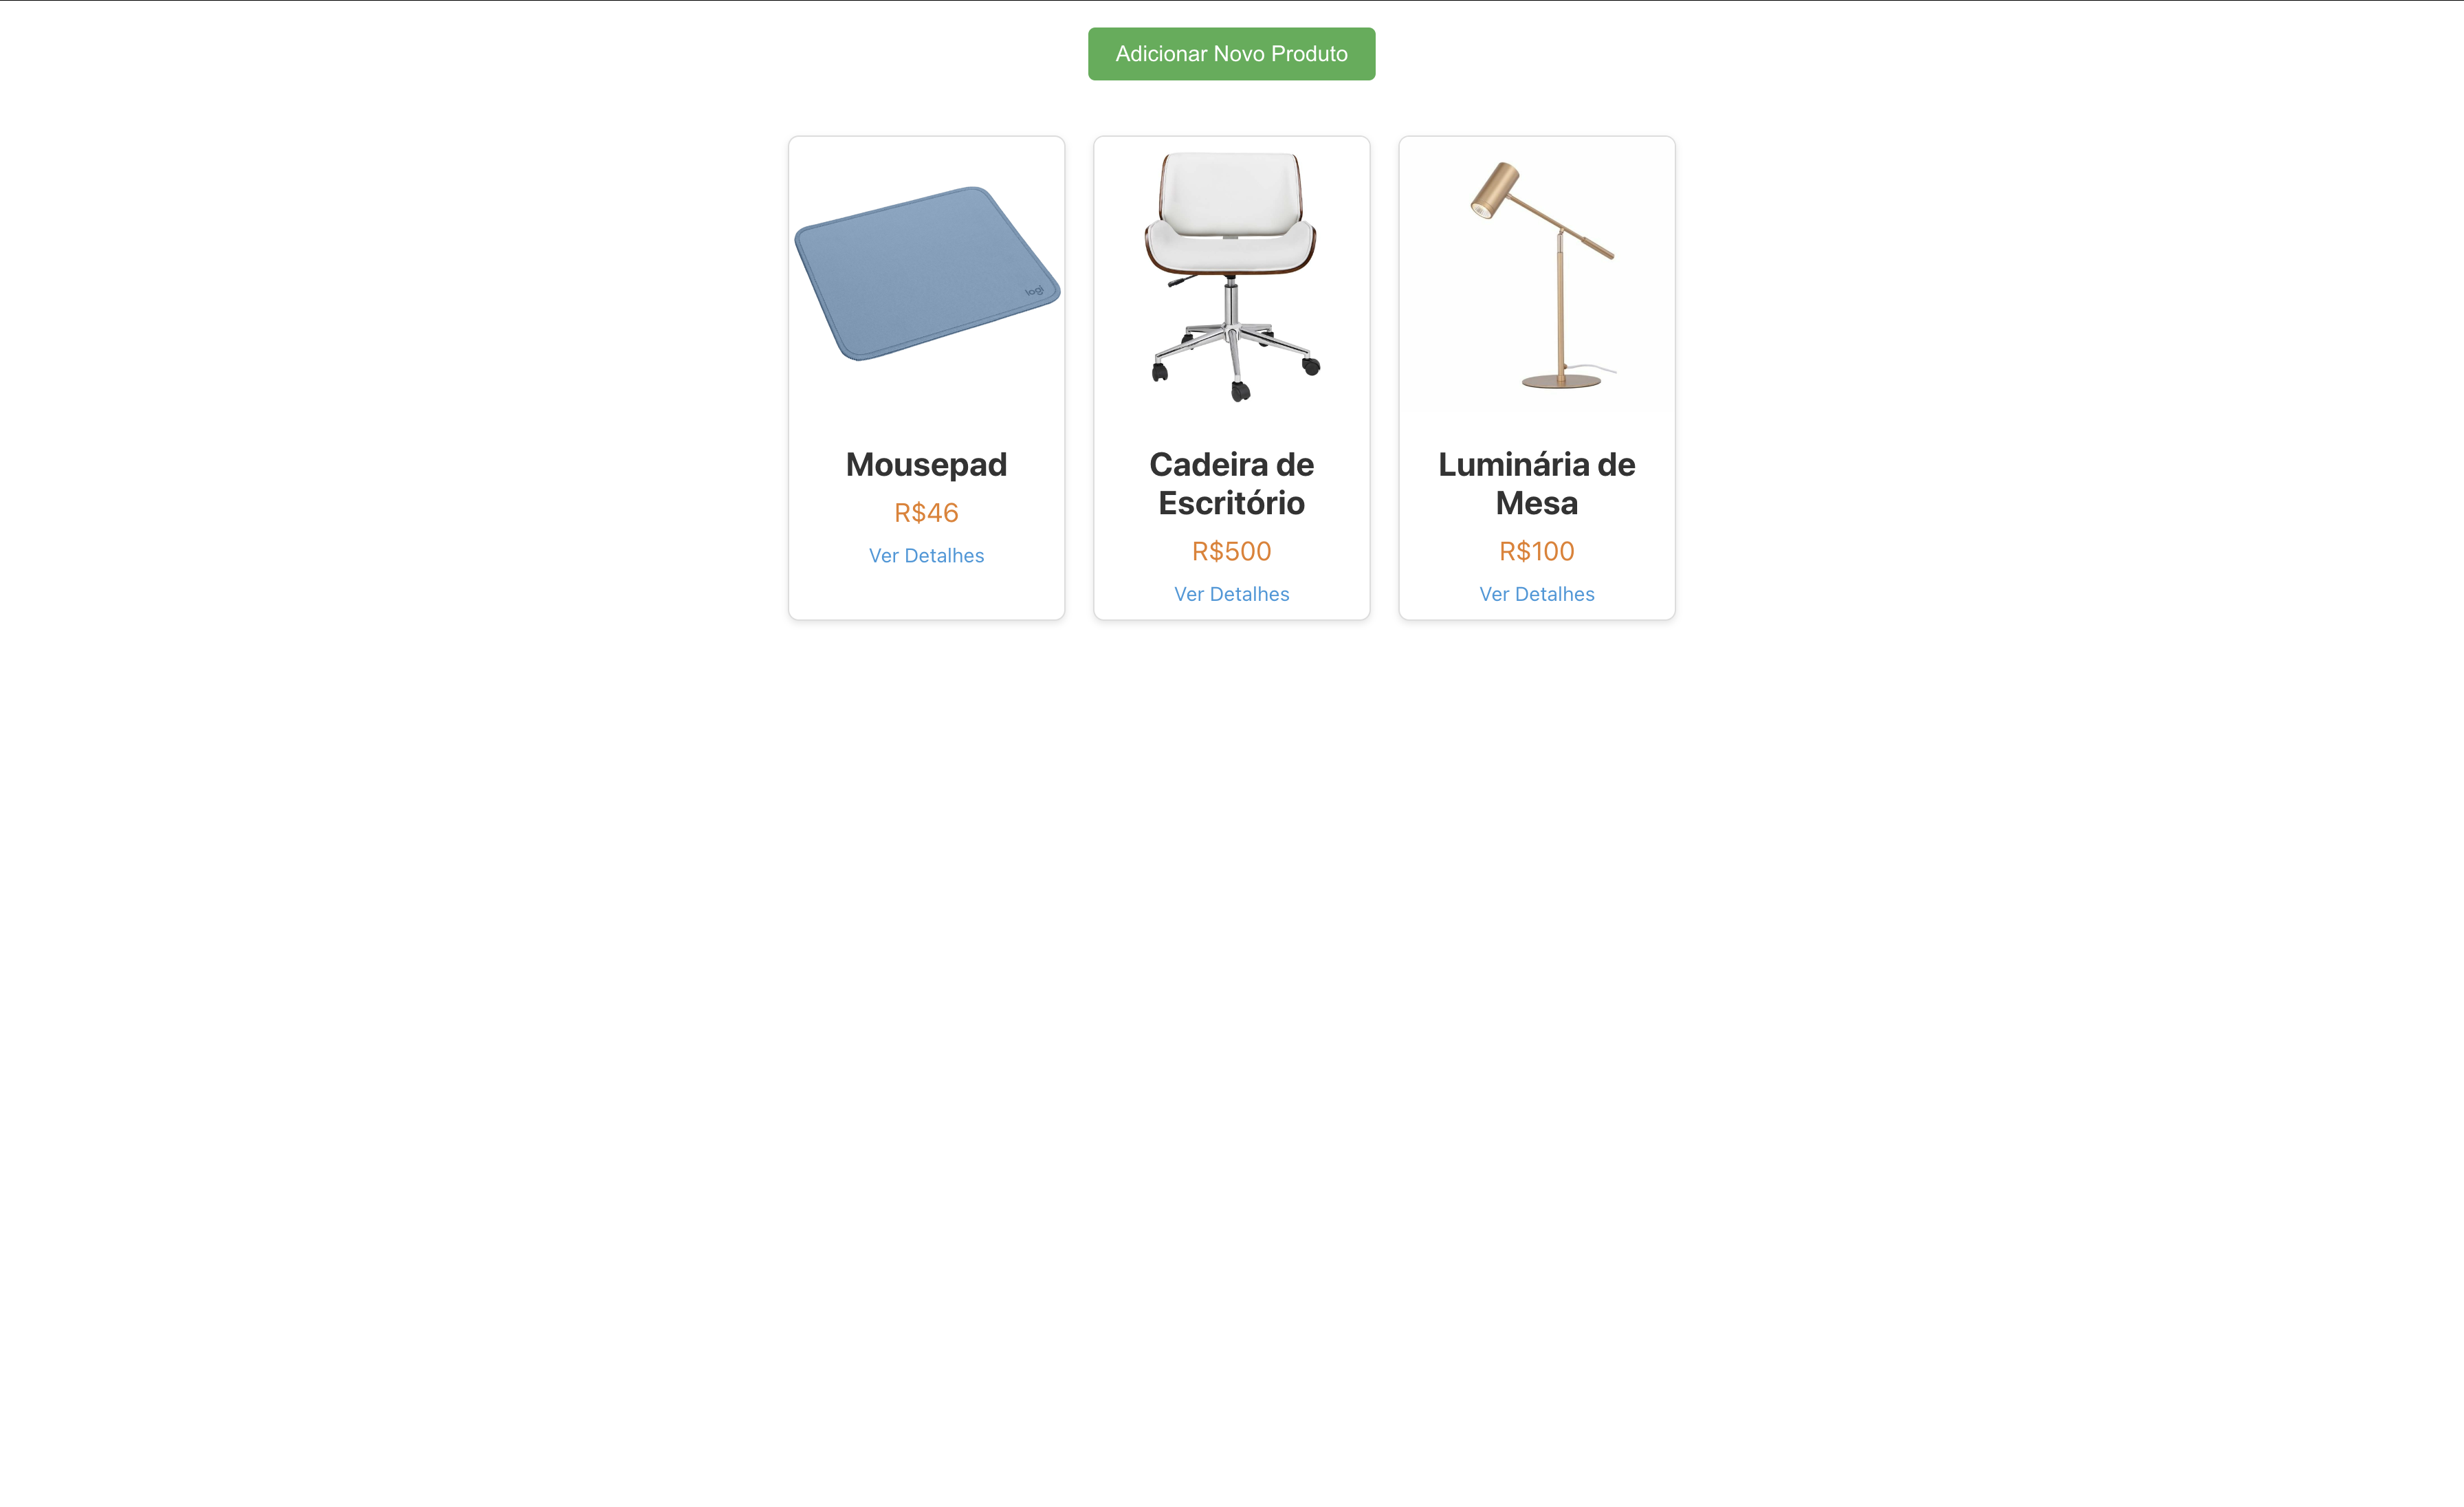 Adicionar Novo Produto
logi
Mousepad
R$46
Ver Detalhes
Cadeira de
Escritório
R$500
Ver Detalhes
Luminária de
Mesa
R$100
Ver Detalhes